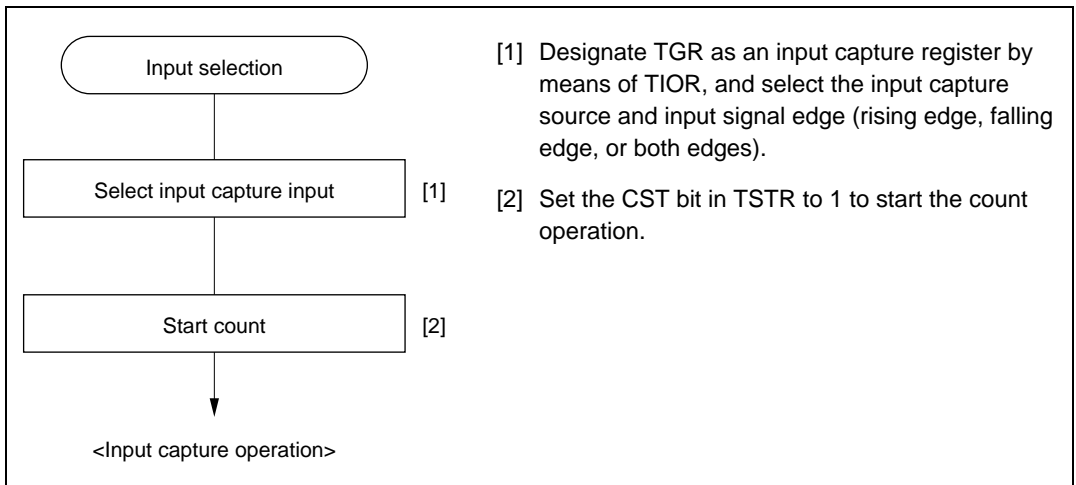 Input selection
Select input capture input
[1]
Start count
[2]
<Input capture operation>
[1] Designate TGR as an input capture register by
means of TIOR, and select the input capture
source and input signal edge (rising edge, falling
edge, or both edges).
[2] Set the CST bit in TSTR to 1 to start the count
operation.